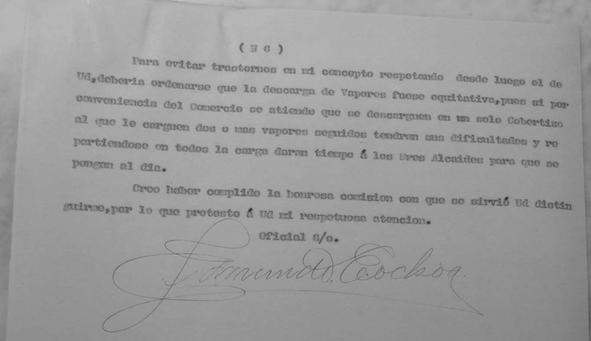 ( N 6 )
Para evitar trastornos en mi concepto respetando desde luego el de
Ud,deberia ordenarse que la descarga de Vapores fuese equitativa,pues si por
conveniencia del Comercio se atiende que se descarguen en un solo Cobertizo
al que le carguen dos o mas vapores seguidos tendran sus dificultades y re
partiendose en todos la carga daran tiempo á los Sres Alcaides para que se
pongan al dia.
Creo haber cumplido la honrosa comision con que se sirvió Ud distin
guirme,por lo que protesto á Ud mi respetuosa atencion.
Oficial S/o.
Edmundo